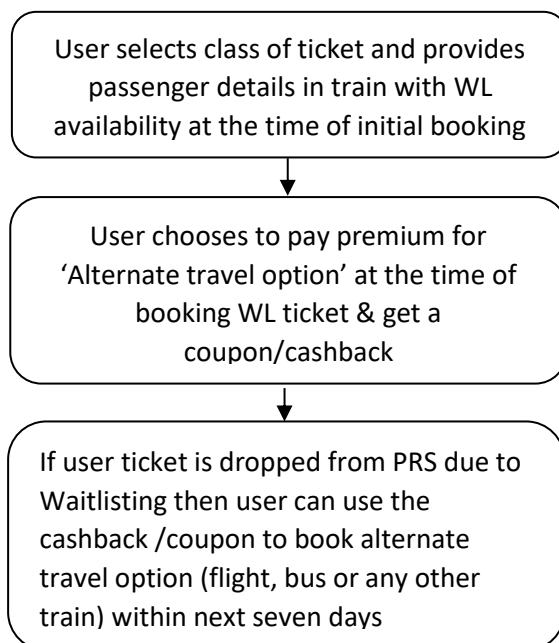 User selects class of ticket and provides
passenger details in train with WL
availability at the time of initial booking
User chooses to pay premium for
‘Alternate travel option’ at the time of
booking WL ticket & get a
coupon/cashback
If user ticket is dropped from PRS due to
Waitlisting then user can use the
cashback /coupon to book alternate
travel option (flight, bus or any other
train) within next seven days